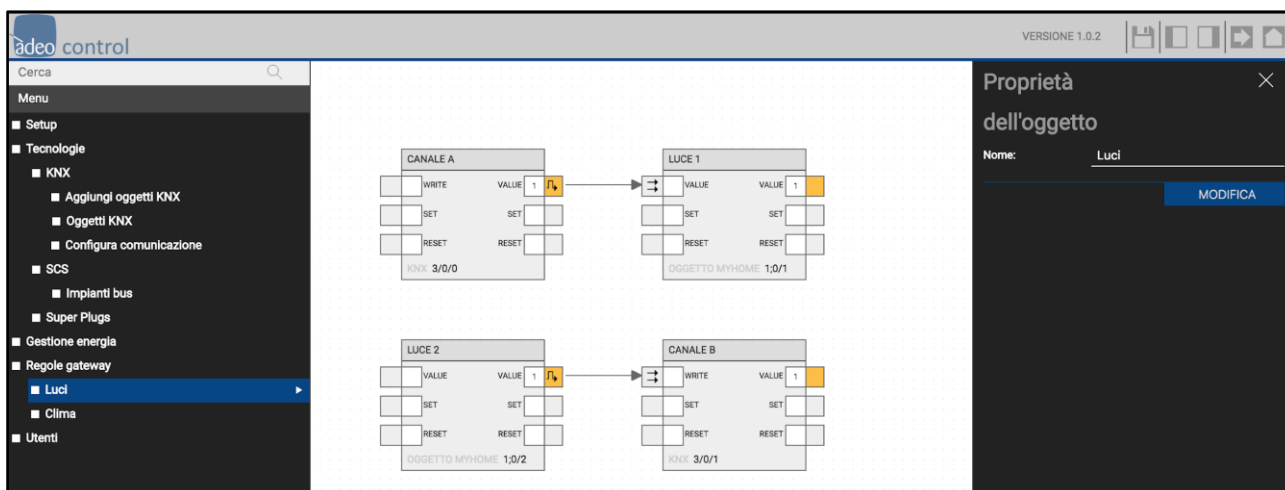 àdeo control
VERSIONE 1.0.2
Cerca
Menu
Setup
Tecnologie
KNX
Aggiungi oggetti KNX
Oggetti KNX
Configura comunicazione
SCS
Impianti bus
Super Plugs
Gestione energia
Regole gateway
Luci
Clima
Utenti
CANALE A
WRITE VALUE 1
SET SET
RESET RESET
KNX 3/0/0
LUCE 1
VALUE VALUE 1
SET SET
RESET RESET
OGGETTO MYHOME 1;0/1
LUCE 2
VALUE VALUE 1
SET SET
RESET RESET
OGGETTO MYHOME 1;0/2
CANALE B
WRITE VALUE 1
SET SET
RESET RESET
KNX 3/0/1
Proprietà
dell'oggetto
Nome: Luci
MODIFICA